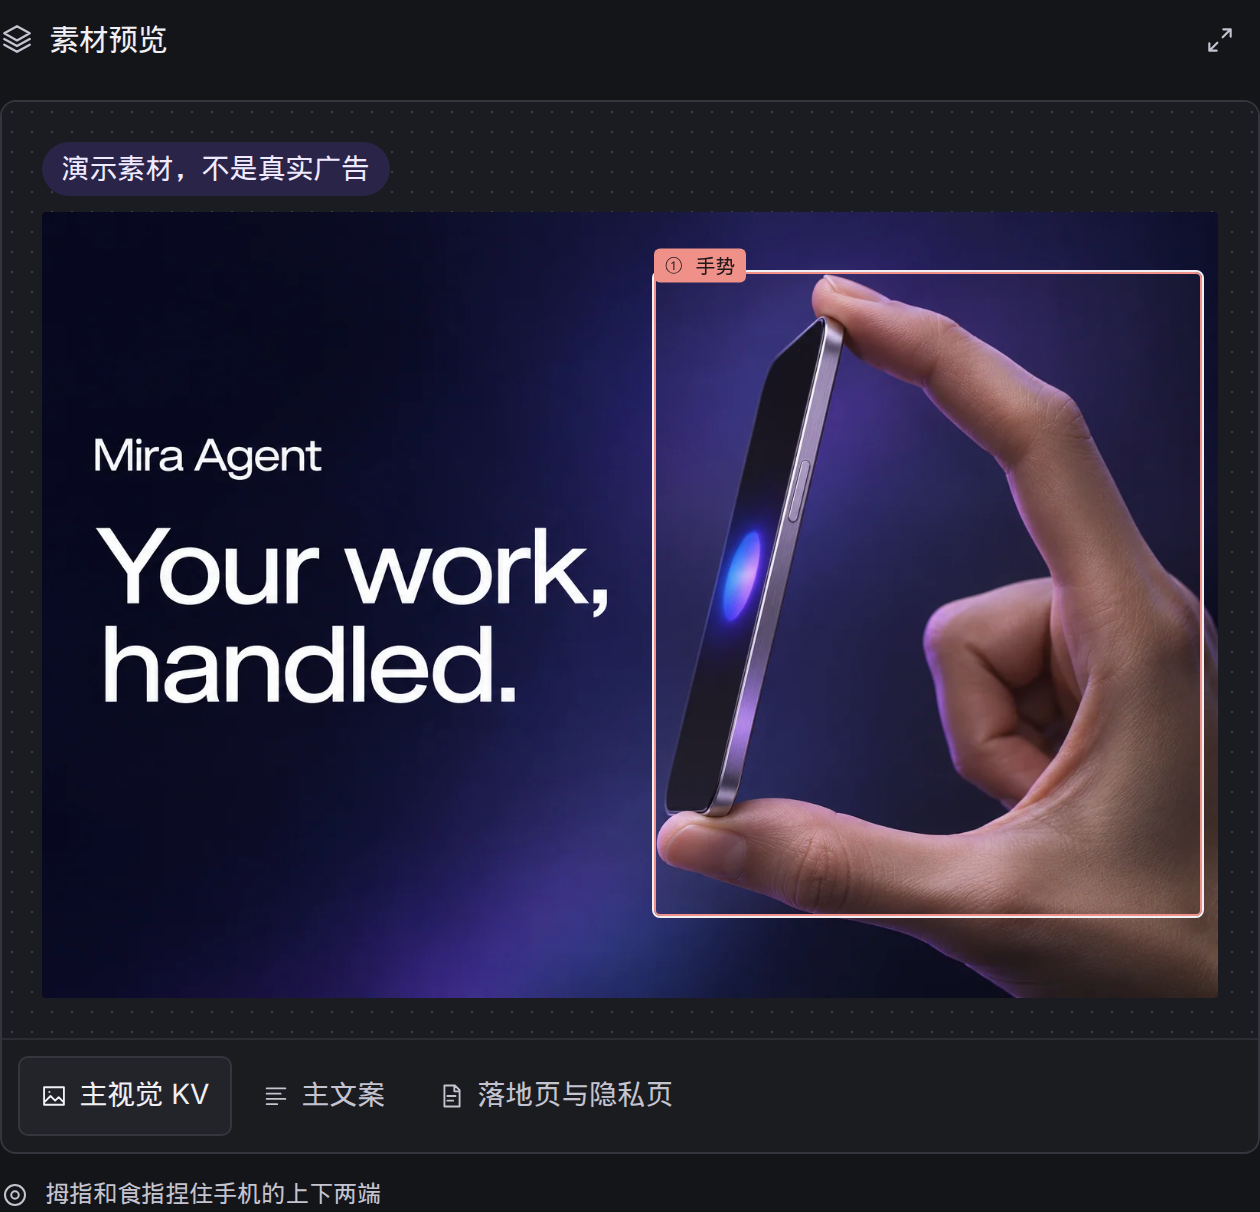 素材预览
演示素材，不是真实广告
① 手势
Mira Agent
Your work,
handled.
主视觉 KV
主文案
落地页与隐私页
拇指和食指捏住手机的上下两端